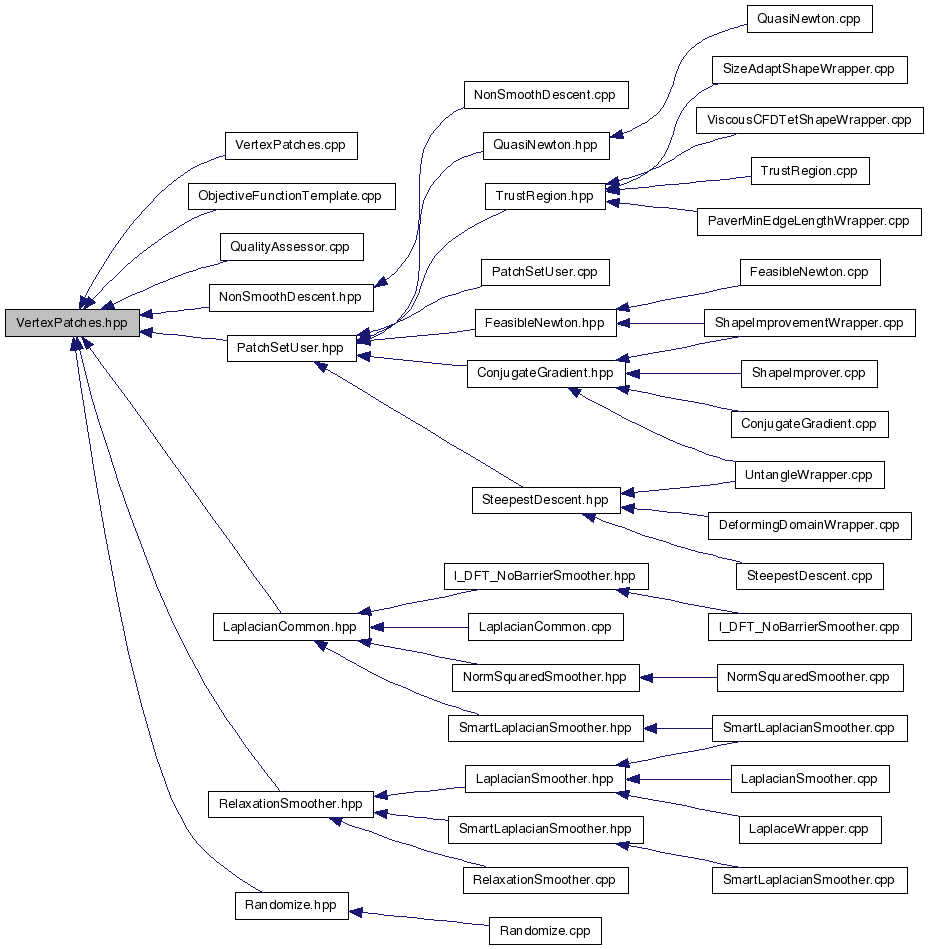 QuasiNewton.cpp
SizeAdaptShapeWrapper.cpp
NonSmoothDescent.cpp
ViscousCFDTetShapeWrapper.cpp
VertexPatches.cpp
QuasiNewton.hpp
TrustRegion.cpp
ObjectiveFunctionTemplate.cpp
TrustRegion.hpp
PaverMinEdgeLengthWrapper.cpp
QualityAssessor.cpp
PatchSetUser.cpp
FeasibleNewton.cpp
NonSmoothDescent.hpp
VertexPatches.hpp
FeasibleNewton.hpp
ShapeImprovementWrapper.cpp
PatchSetUser.hpp
ConjugateGradient.hpp
ShapeImprover.cpp
ConjugateGradient.cpp
UntangleWrapper.cpp
SteepestDescent.hpp
DeformingDomainWrapper.cpp
I_DFT_NoBarrierSmoother.hpp
SteepestDescent.cpp
LaplacianCommon.hpp
LaplacianCommon.cpp
I_DFT_NoBarrierSmoother.cpp
NormSquaredSmoother.hpp
NormSquaredSmoother.cpp
SmartLaplacianSmoother.hpp
SmartLaplacianSmoother.cpp
LaplacianSmoother.hpp
LaplacianSmoother.cpp
RelaxationSmoother.hpp
SmartLaplacianSmoother.hpp
LaplaceWrapper.cpp
RelaxationSmoother.cpp
SmartLaplacianSmoother.cpp
Randomize.hpp
Randomize.cpp